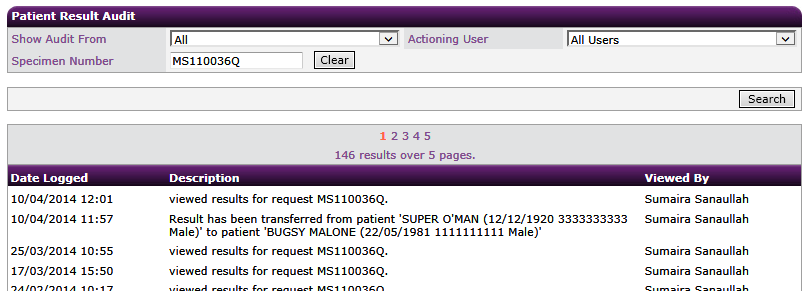 Patient Result Audit
Show Audit From All Actioning User All Users
Specimen Number MS110036Q Clear
Search
1 2 3 4 5
146 results over 5 pages.
Date Logged Description Viewed By
10/04/2014 12:01 viewed results for request MS110036Q. Sumaira Sanaullah
10/04/2014 11:57 Result has been transferred from patient 'SUPER O'MAN (12/12/1920 3333333333 Sumaira Sanaullah
Male)' to patient 'BUGSY MALONE (22/05/1981 1111111111 Male)'
25/03/2014 10:55 viewed results for request MS110036Q. Sumaira Sanaullah
17/03/2014 15:50 viewed results for request MS110036Q. Sumaira Sanaullah
24/02/2014 10:17 viewed results for request MS110036Q. Sumaira Sanaullah